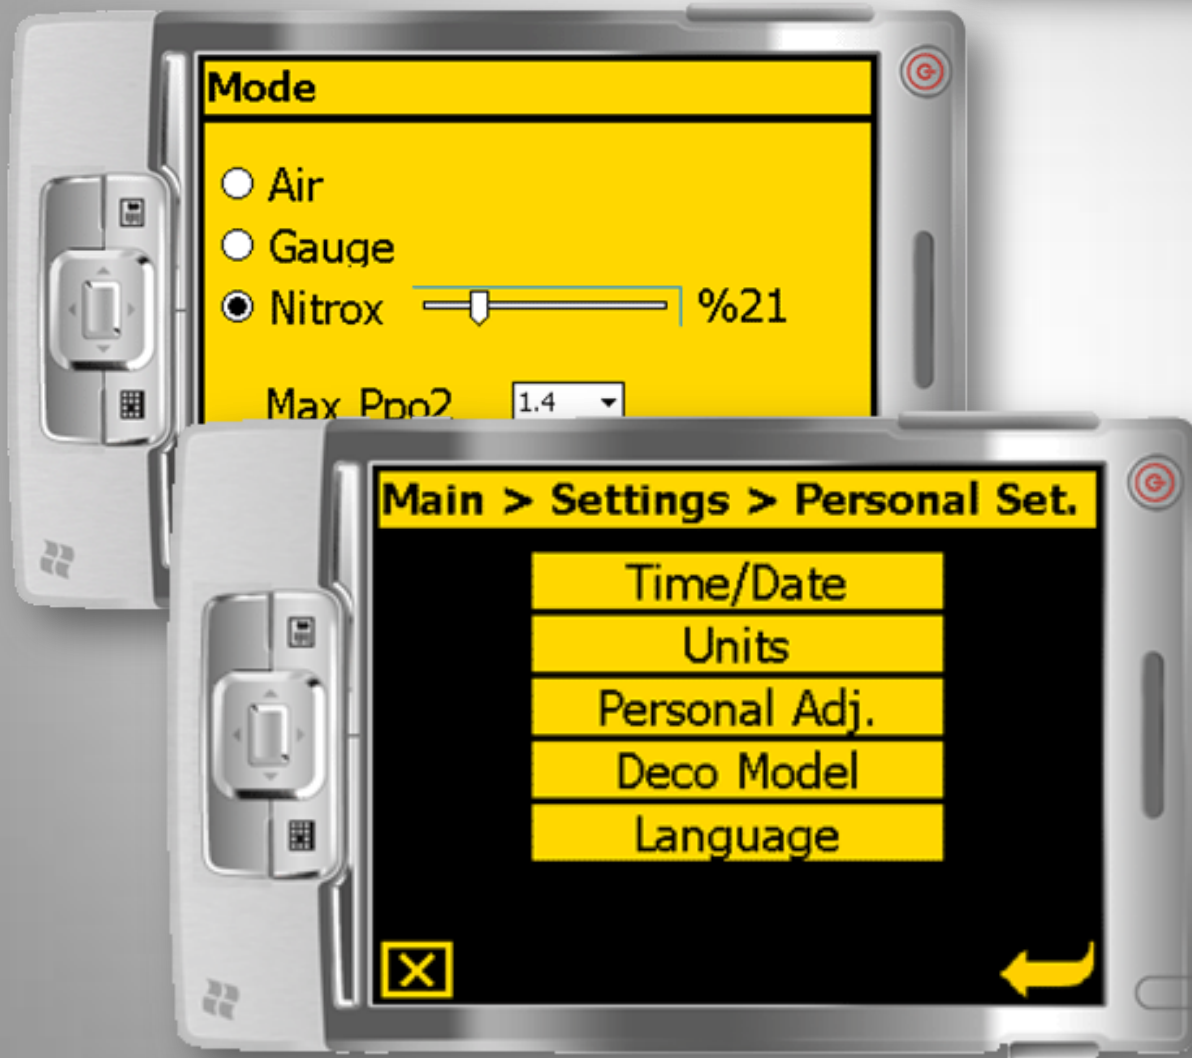 Mode
Air
Gauge
Nitrox %21
Max Ppo2 1.4
Main > Settings > Personal Set.
Time/Date
Units
Personal Adj.
Deco Model
Language